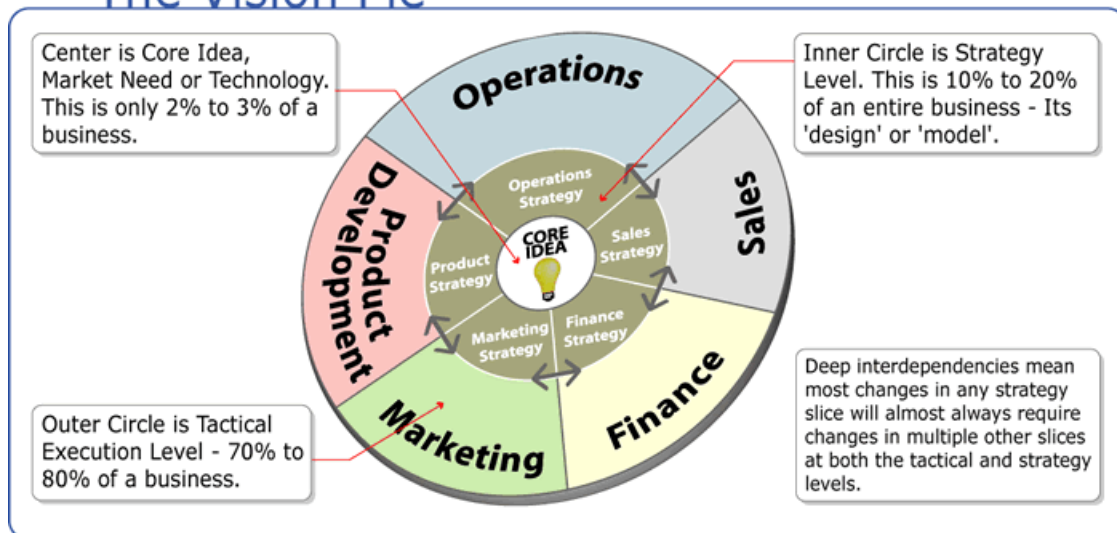 The Vision Pie
Center is Core Idea,
Market Need or Technology.
This is only 2% to 3% of a
business.
Inner Circle is Strategy
Level. This is 10% to 20%
of an entire business - Its
'design' or 'model'.
Operations
Sales
Finance
Marketing
Product
Development
Operations
Strategy
Sales
Strategy
Finance
Strategy
Marketing
Strategy
Product
Strategy
CORE
IDEA
Outer Circle is Tactical
Execution Level - 70% to
80% of a business.
Deep interdependencies mean
most changes in any strategy
slice will almost always require
changes in multiple other slices
at both the tactical and strategy
levels.